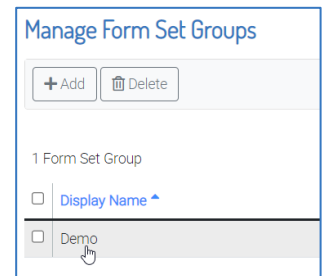 Manage Form Set Groups
Add Delete
1 Form Set Group
Display Name
Demo